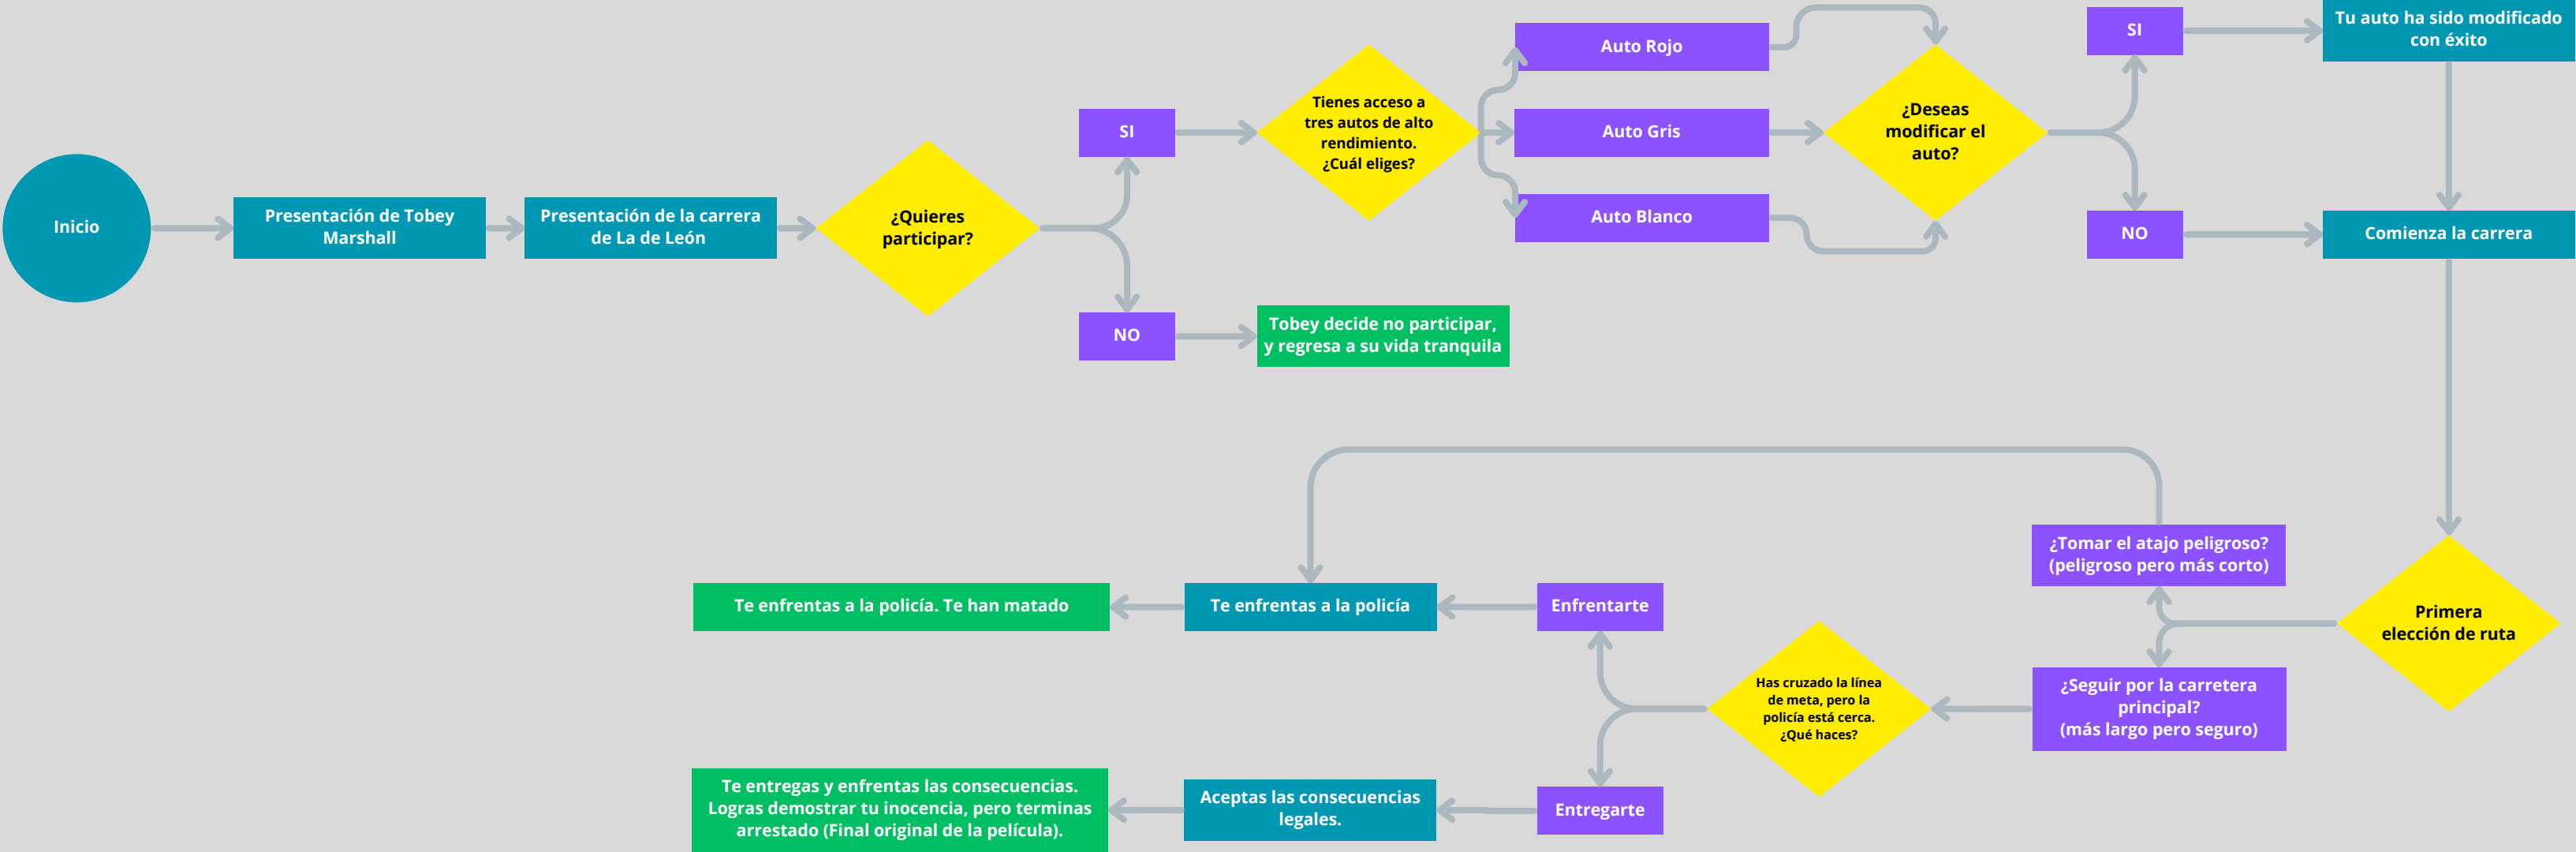 Inicio
Presentación de Tobey
Marshall
Presentación de la carrera
de La de León
¿Quieres
participar?
SI
NO
Tobey decide no participar,
y regresa a su vida tranquila
Tienes acceso a
tres autos de alto
rendimiento.
¿Cuál eliges?
Auto Rojo
Auto Gris
Auto Blanco
¿Deseas
modificar el
auto?
SI
NO
Tu auto ha sido modificado
con éxito
Comienza la carrera
Primera
elección de ruta
¿Tomar el atajo peligroso?
(peligroso pero más corto)
¿Seguir por la carretera
principal?
(más largo pero seguro)
Has cruzado la línea
de meta, pero la
policía está cerca.
¿Qué haces?
Enfrentarte
Te enfrentas a la policía
Te enfrentas a la policía. Te han matado
Entregarte
Aceptas las consecuencias
legales.
Te entregas y enfrentas las consecuencias.
Logras demostrar tu inocencia, pero terminas
arrestado (Final original de la película).